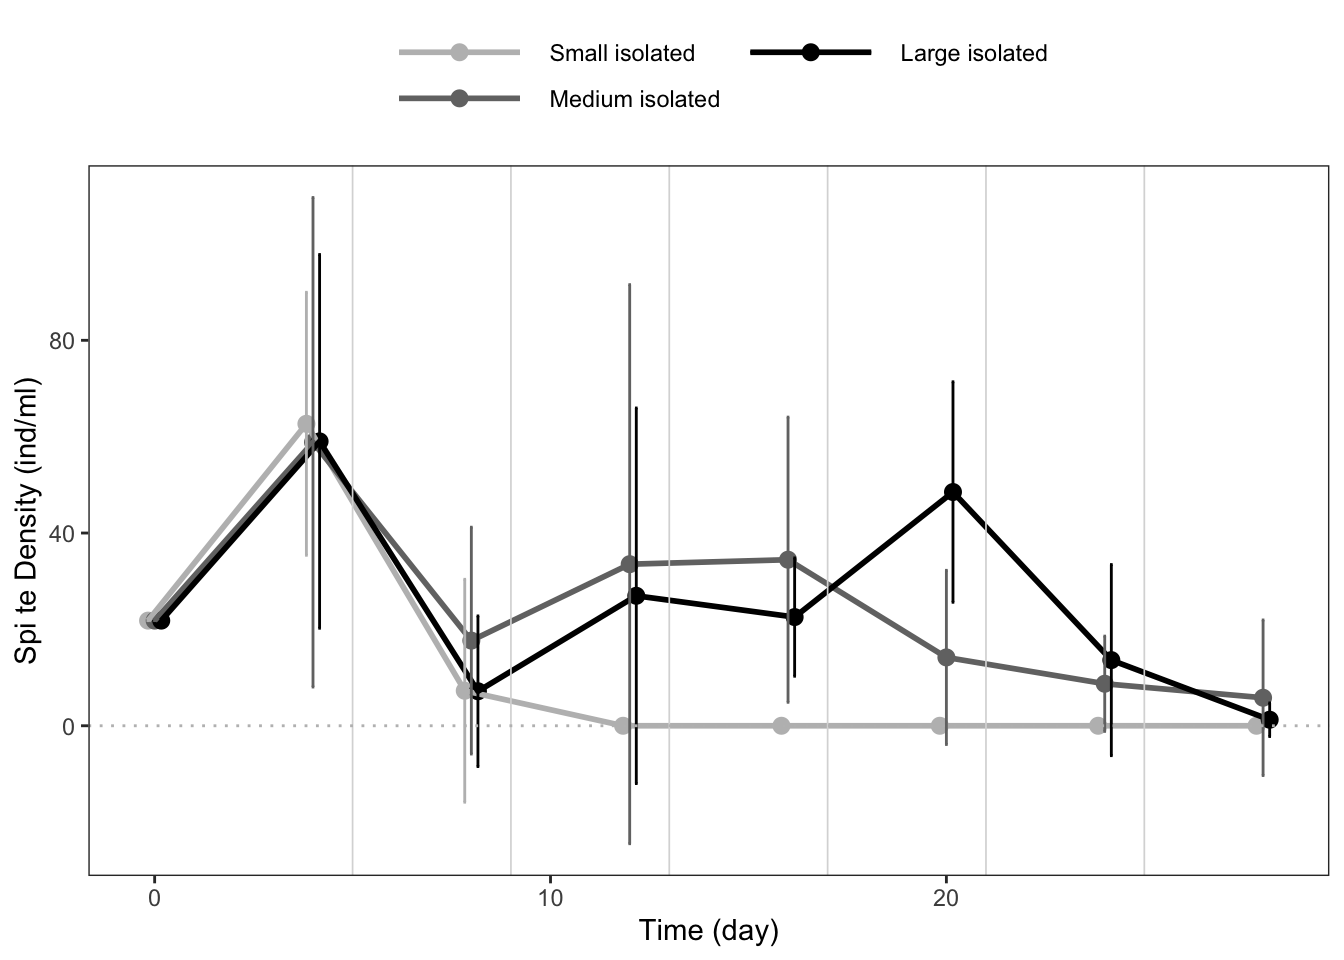 Small isolated
Large isolated
Medium isolated
80
40
0
Spi te Density (ind/ml)
0
10
20
Time (day)